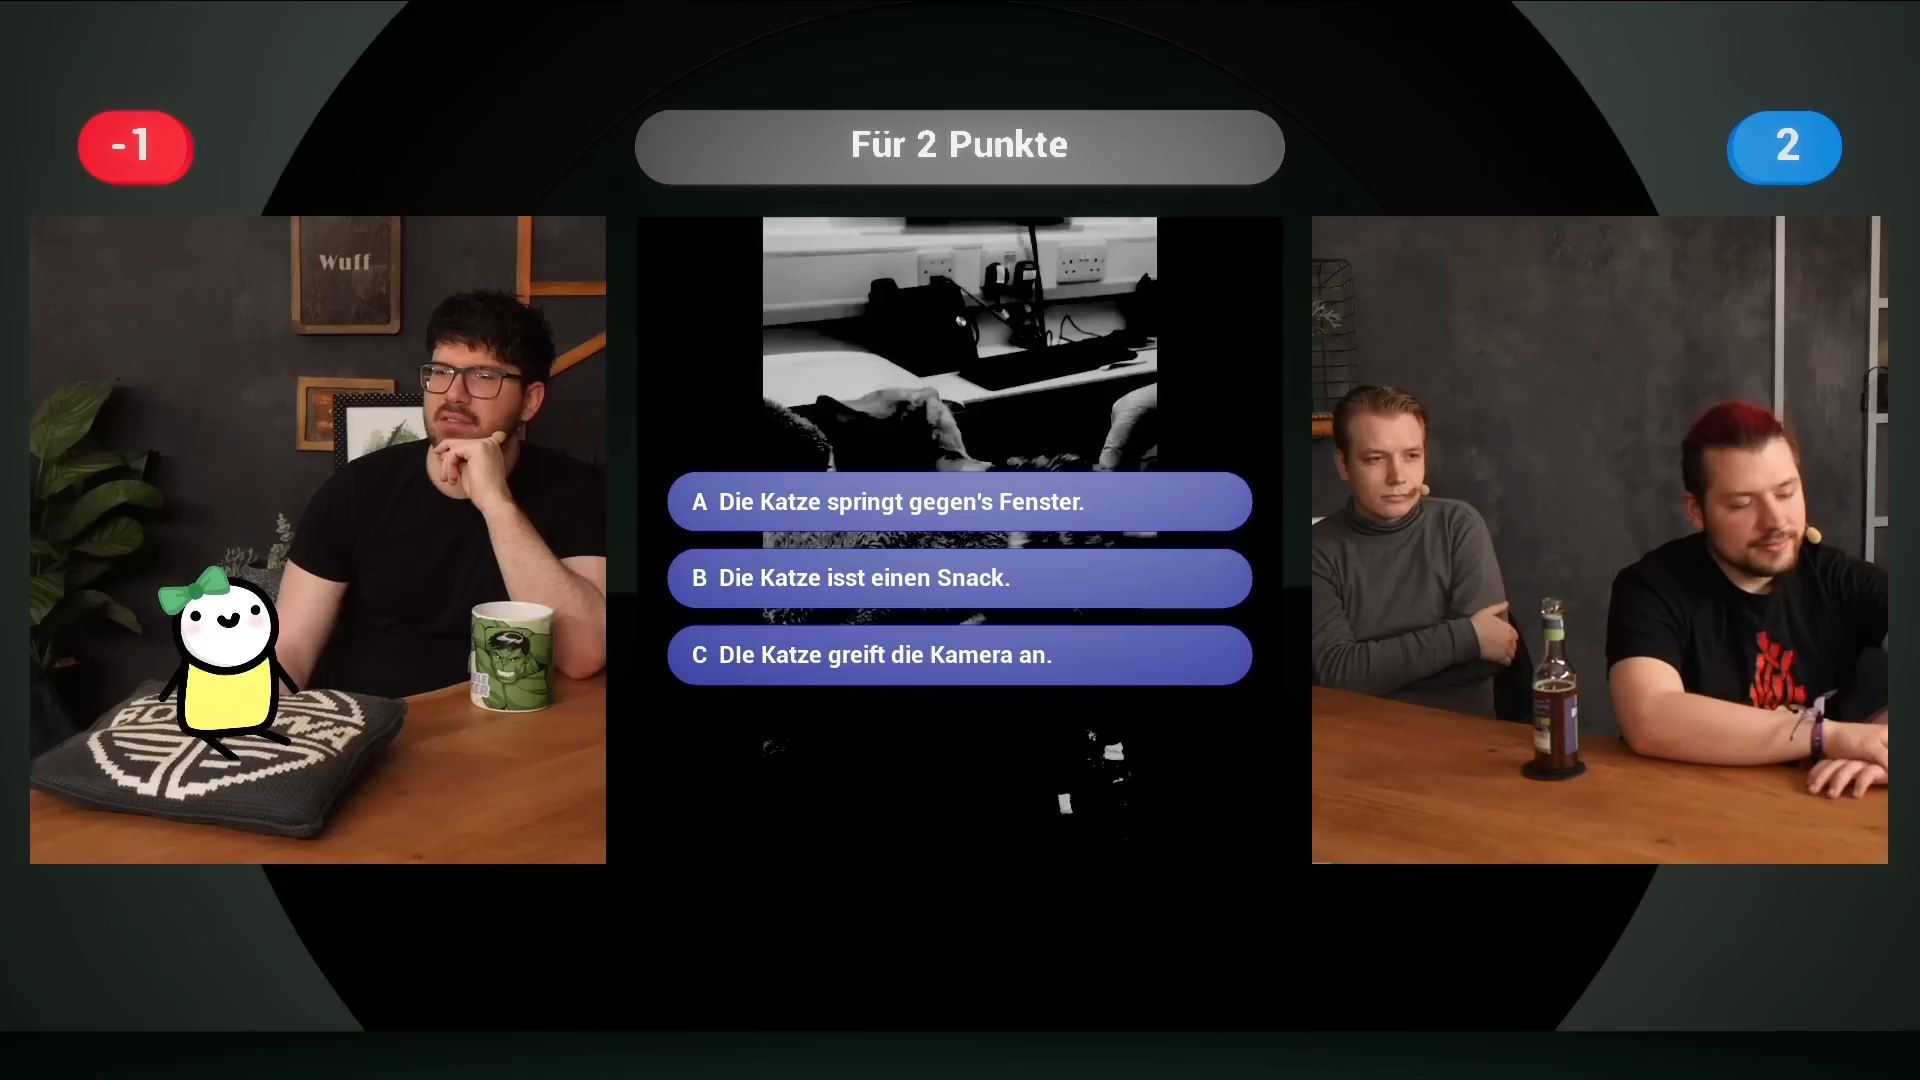 -1
Für 2 Punkte
2
Wuff
A Die Katze springt gegen's Fenster.
B Die Katze isst einen Snack.
C DIe Katze greift die Kamera an.